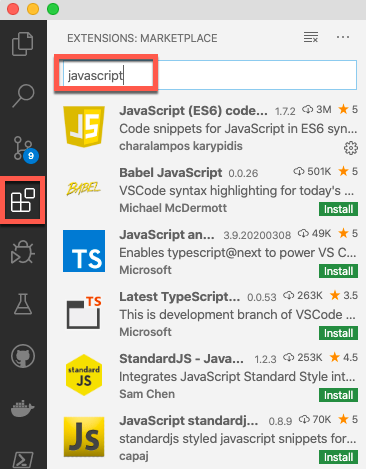 EXTENSIONS: MARKETPLACE
javascript
JavaScript (ES6) code... 1.7.2 3M 5
Code snippets for JavaScript in ES6 syn...
charalampos karypidis
Babel JavaScript 0.0.26 501K 5
VSCode syntax highlighting for today's ...
Michael McDermott Install
JavaScript an... 3.9.20200308 49K 5
Enables typescript@next to power VS C...
Microsoft Install
Latest TypeScript... 0.0.53 263K 3.5
This is development branch of VSCode ...
Microsoft Install
StandardJS - Java... 1.2.3 253K 4.5
Integrates JavaScript Standard Style int...
Sam Chen Install
JavaScript standardj... 0.8.9 70K 5
standardjs styled javascript snippets for...
capaj Install
9
JS
BABEL
TS
TS
standard
JS
JS